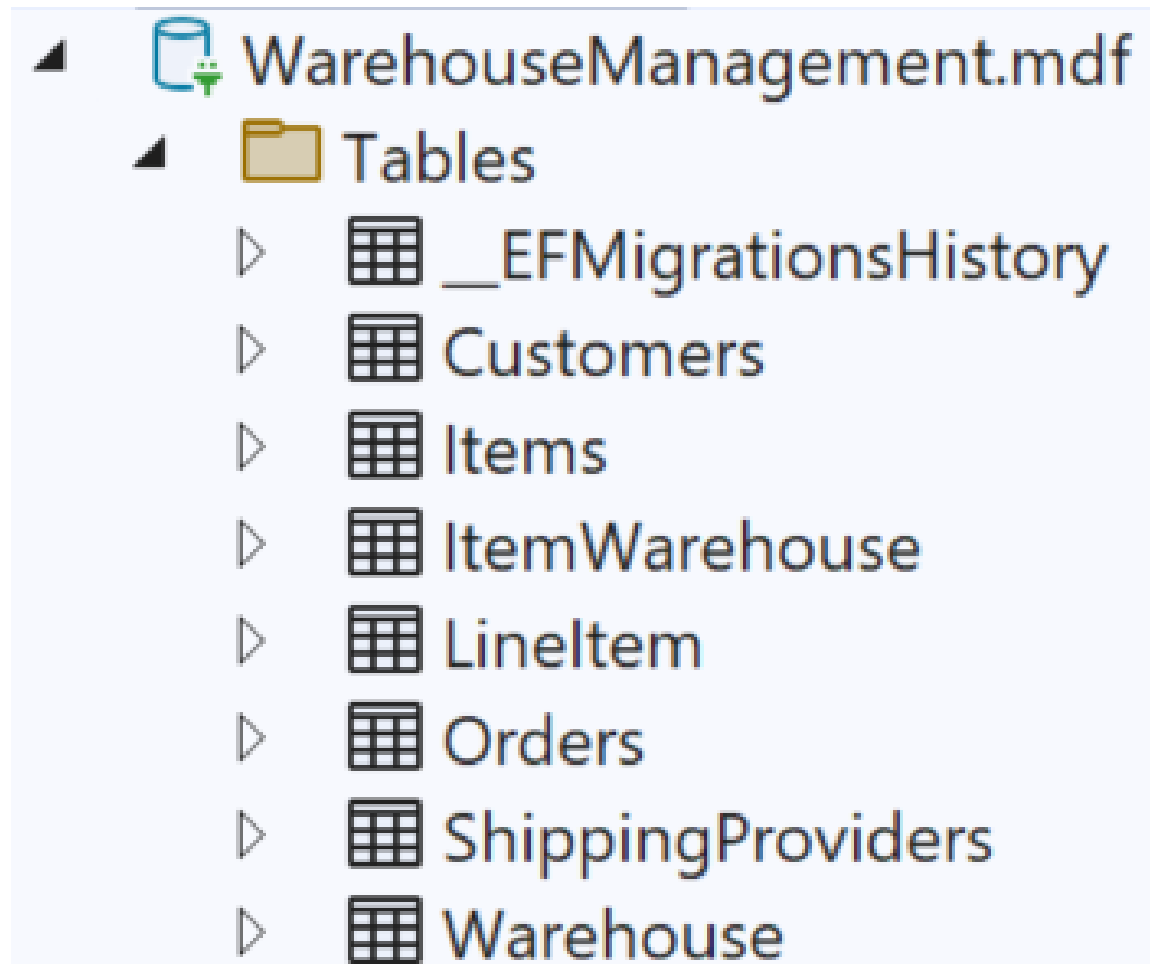 WarehouseManagement.mdf
Tables
__EFMigrationsHistory
Customers
Items
ItemWarehouse
LineItem
Orders
ShippingProviders
Warehouse